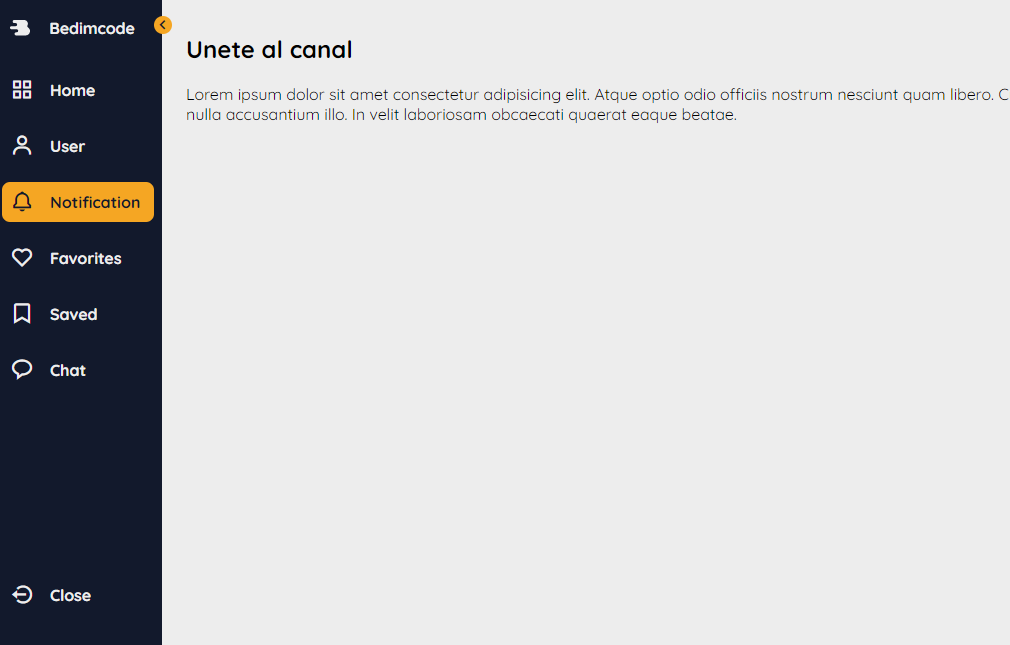 Bedimcode
Home
User
Notification
Favorites
Saved
Chat
Close
Unete al canal
Lorem ipsum dolor sit amet consectetur adipisicing elit. Atque optio odio officiis nostrum nesciunt quam libero. C
nulla accusantium illo. In velit laboriosam obcaecati quaerat eaque beatae.